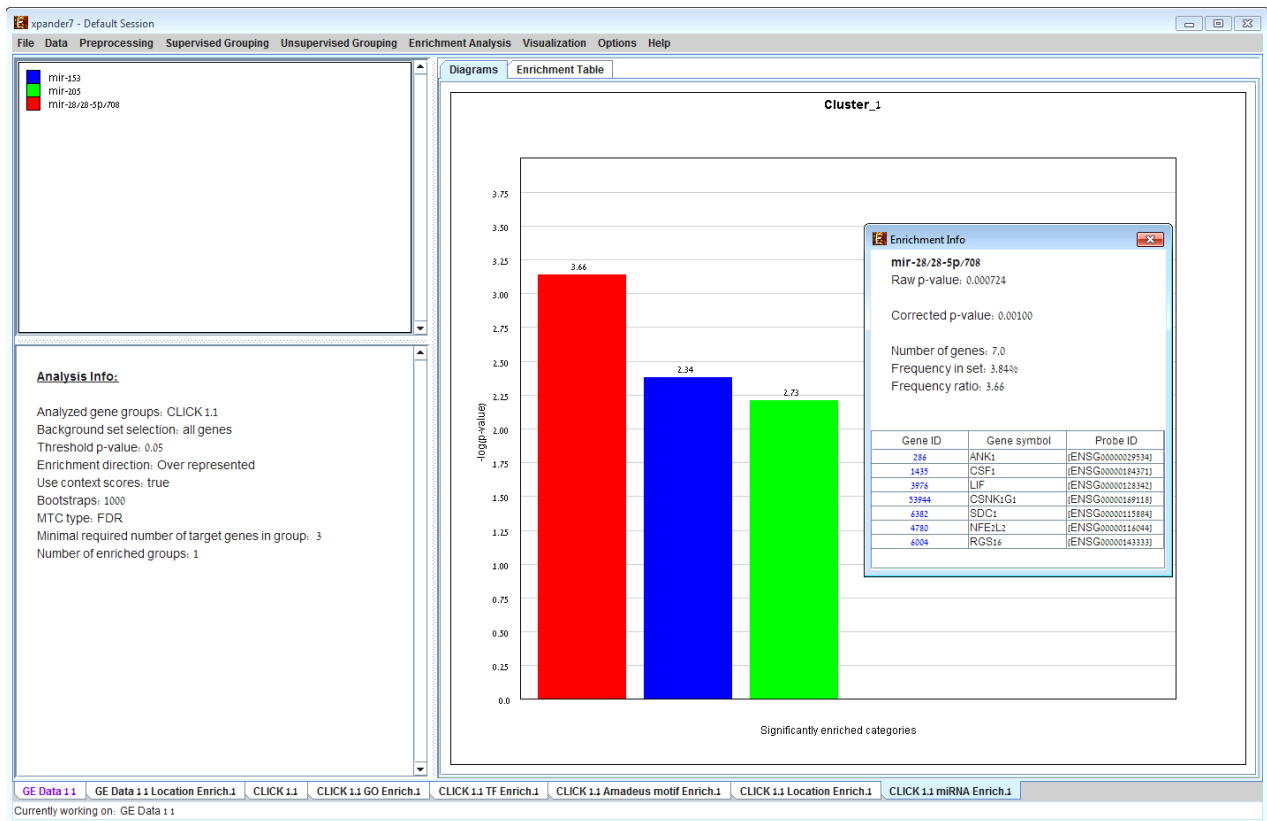 xpander7 - Default Session
File Data Preprocessing Supervised Grouping Unsupervised Grouping Enrichment Analysis Visualization Options Help
mir-153
mir-205
mir-28/28-5p/708
Analysis Info:
Analyzed gene groups: CLICK 1.1
Background set selection: all genes
Threshold p-value: 0.05
Enrichment direction: Over represented
Use context scores: true
Bootstraps: 1000
MTC type: FDR
Minimal required number of target genes in group: 3
Number of enriched groups: 1
Diagrams Enrichment Table
Cluster_1
3.75
3.50
3.25
3.00
2.75
2.50
2.25
2.00
1.75
1.50
1.25
1.00
0.75
0.50
0.25
0.0
-log(p-value)
3.66
2.34
2.73
Significantly enriched categories
Enrichment Info
mir-28/28-5p/708
Raw p-value: 0.000724
Corrected p-value: 0.00100
Number of genes: 7.0
Frequency in set: 3.84%
Frequency ratio: 3.66
Gene ID Gene symbol Probe ID
286 ANK1 [ENSG00000029534]
1435 CSF1 [ENSG00000184371]
3976 LIF [ENSG00000128342]
53944 CSNK1G1 [ENSG00000169118]
6382 SDC1 [ENSG00000115884]
4780 NFE2L2 [ENSG00000116044]
6004 RGS16 [ENSG00000143333]
GE Data 1 1 GE Data 1 1 Location Enrich.1 CLICK 1.1 CLICK 1.1 GO Enrich.1 CLICK 1.1 TF Enrich.1 CLICK 1.1 Amadeus motif Enrich.1 CLICK 1.1 Location Enrich.1 CLICK 1.1 miRNA Enrich.1
Currently working on: GE Data 1 1